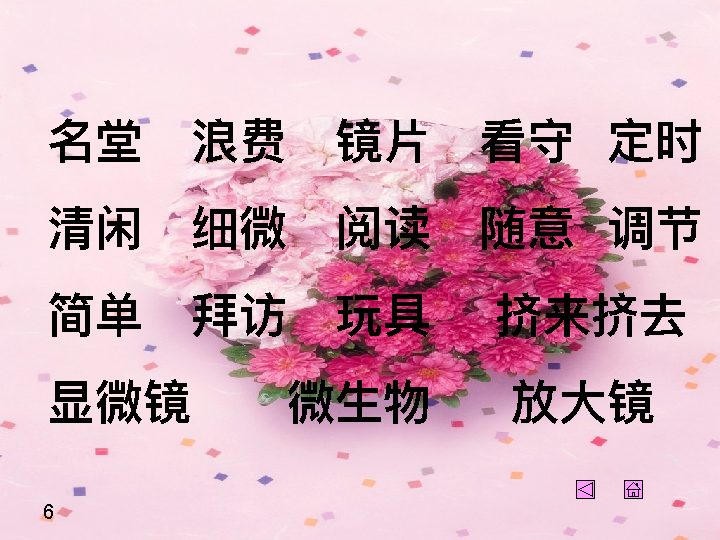 名堂 浪费 镜片 看守 定时
清闲 细微 阅读 随意 调节
简单 拜访 玩具 挤来挤去
显微镜 微生物 放大镜
6